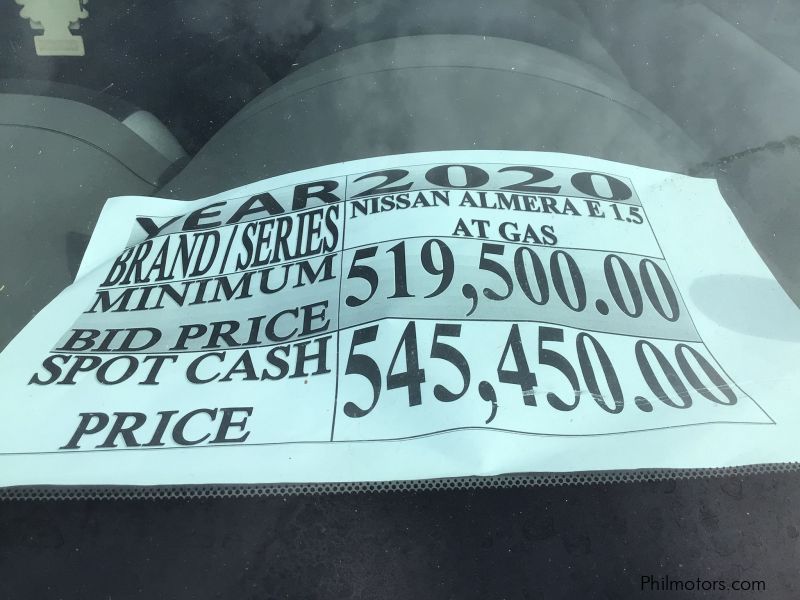 YEAR 2020
BRAND/SERIES NISSAN ALMERA E 1.5
AT GAS
MINIMUM
BID PRICE 519,500.00
SPOT CASH
PRICE 545,450.00
Philmotors.com